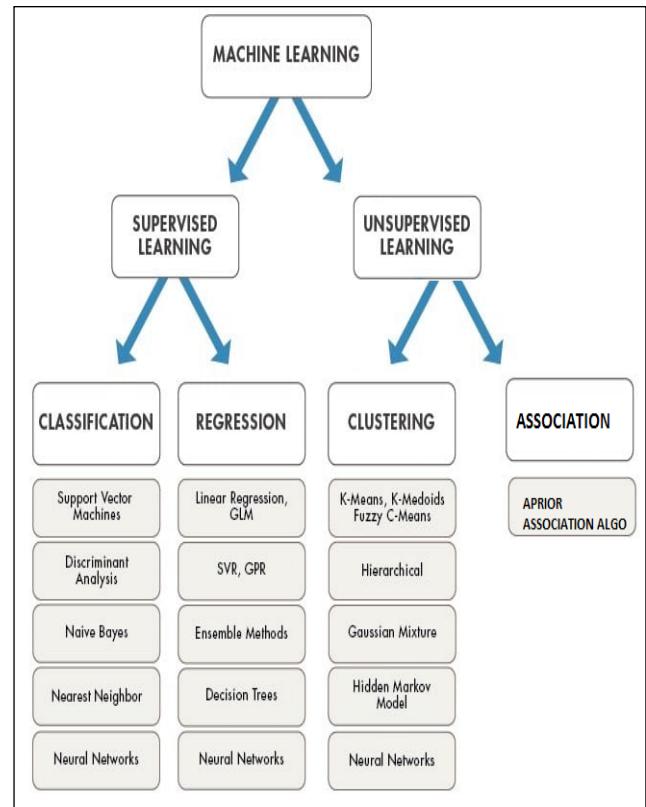 MACHINE LEARNING
SUPERVISED
LEARNING
UNSUPERVISED
LEARNING
CLASSIFICATION
REGRESSION
CLUSTERING
ASSOCIATION
Support Vector
Machines
Discriminant
Analysis
Naive Bayes
Nearest Neighbor
Neural Networks
Linear Regression,
GLM
SVR, GPR
Ensemble Methods
Decision Trees
Neural Networks
K-Means, K-Medoids
Fuzzy C-Means
Hierarchical
Gaussian Mixture
Hidden Markov
Model
Neural Networks
APRIOR
ASSOCIATION ALGO